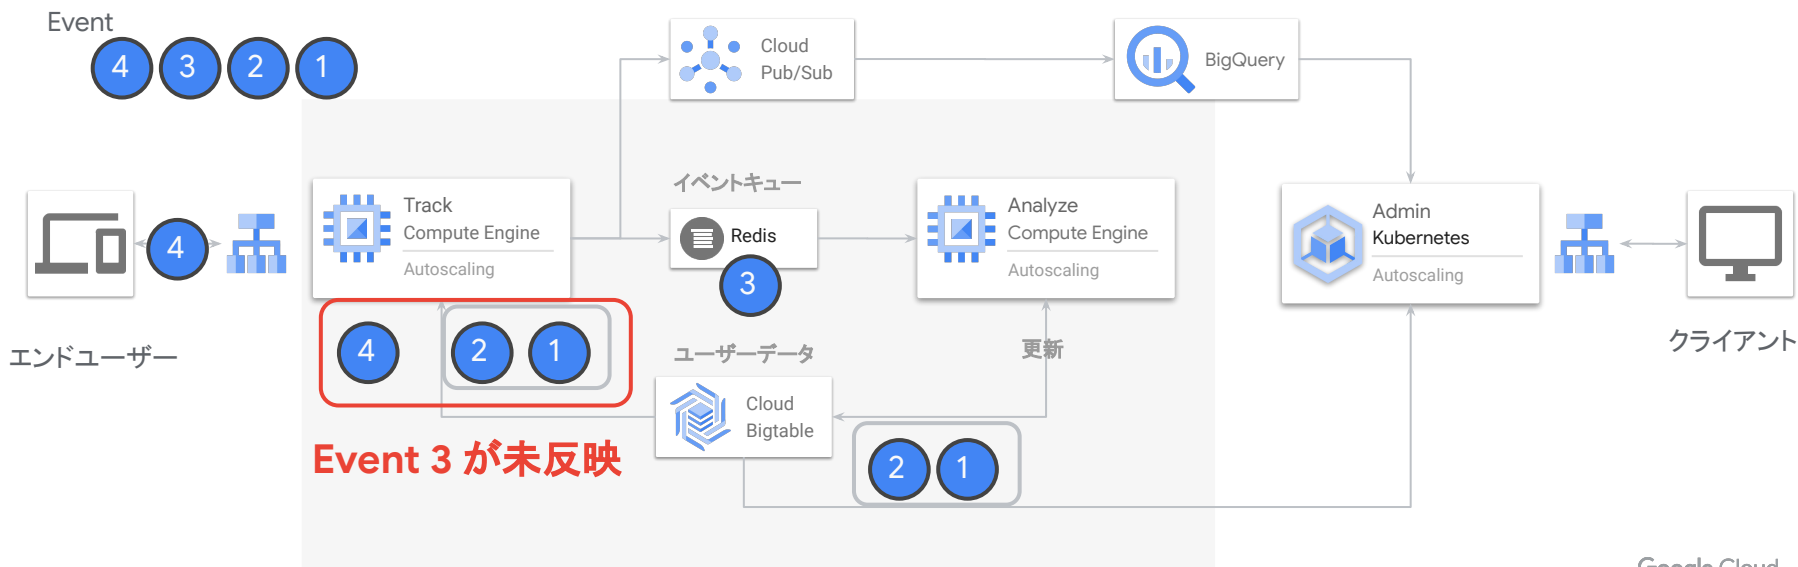 Event
4 3 2 1
Cloud
Pub/Sub
BigQuery
イベントキュー
Track
Compute Engine
Autoscaling
Redis
3
Analyze
Compute Engine
Autoscaling
Admin
Kubernetes
Autoscaling
4
エンドユーザー
クライアント
4 2 1
ユーザーデータ
更新
Cloud
Bigtable
2 1
Event 3 が未反映
Google Cloud